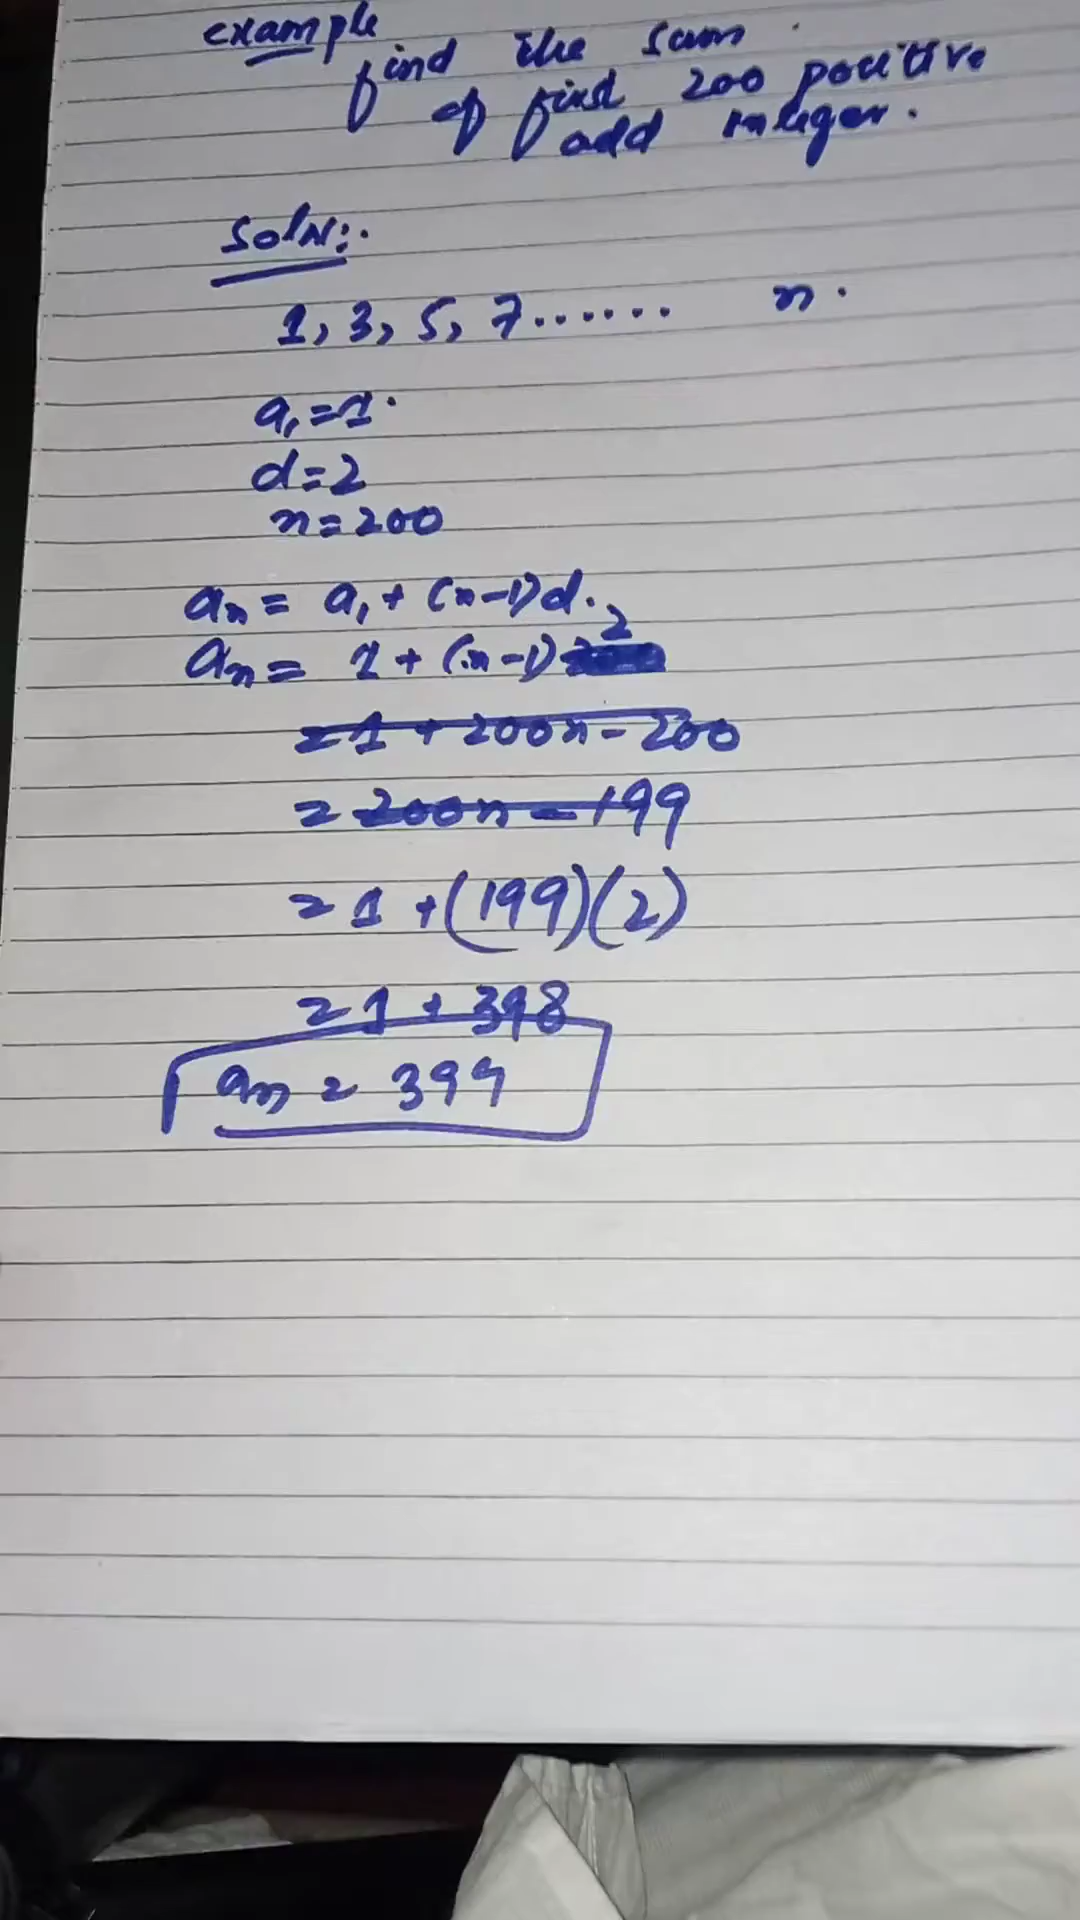 example
find the sum
of first 200 positive
odd integer.
Soln:.
1, 3, 5, 7...... n.
a₁=1.
d=2
n=200
aₙ= a₁+(n-1)d.
aₙ= 1+(n-1)2
=1+200n-200
=200n-199
=1+(199)(2)
=1+398
aₙ=399